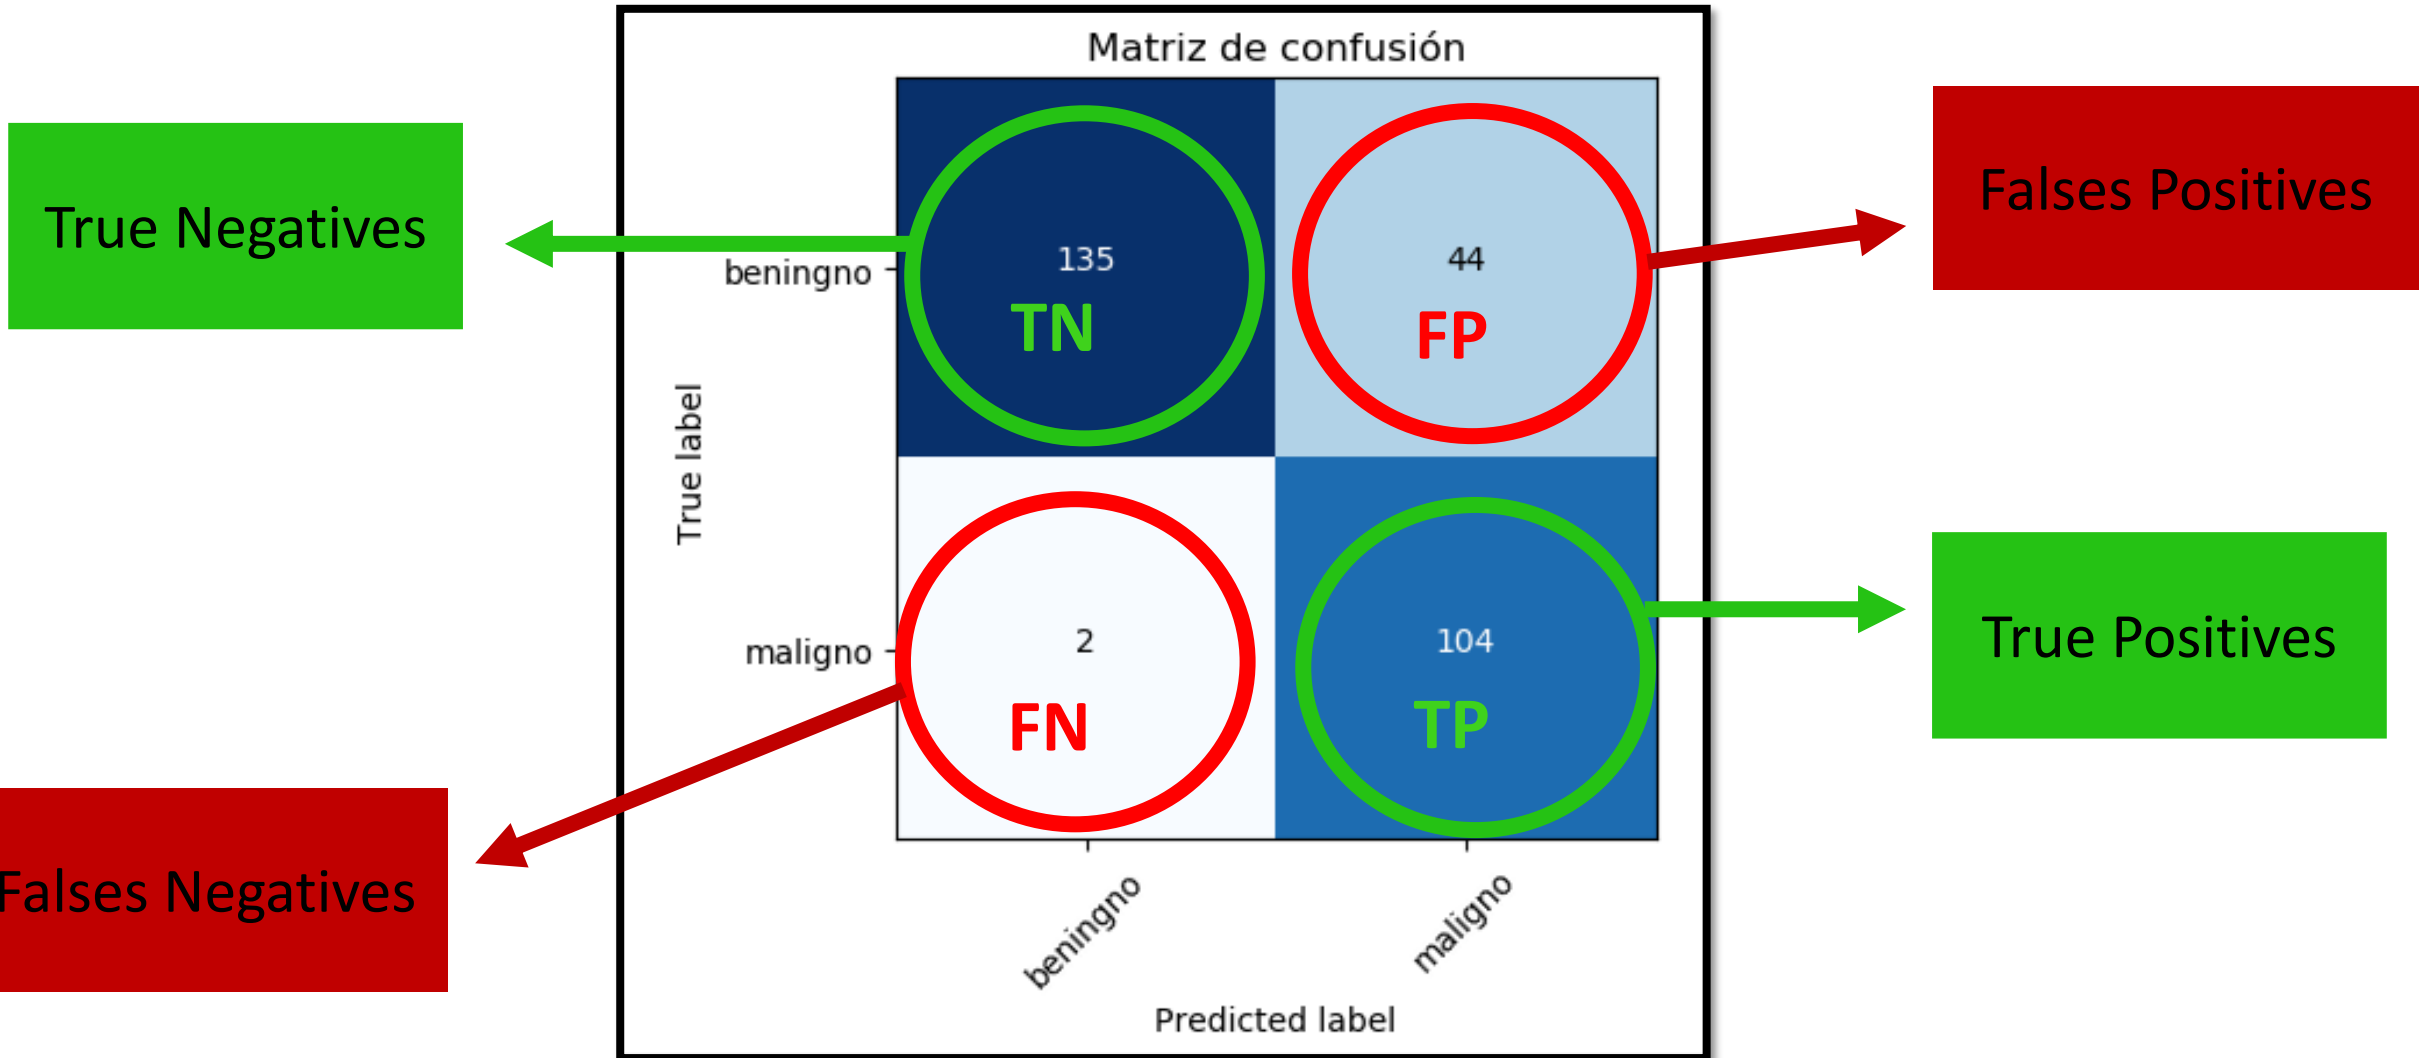 Matriz de confusión
True Negatives
Falses Positives
135
44
beningno
TN
FP
True label
True Positives
maligno
2
104
FN
TP
Falses Negatives
beningno
maligno
Predicted label